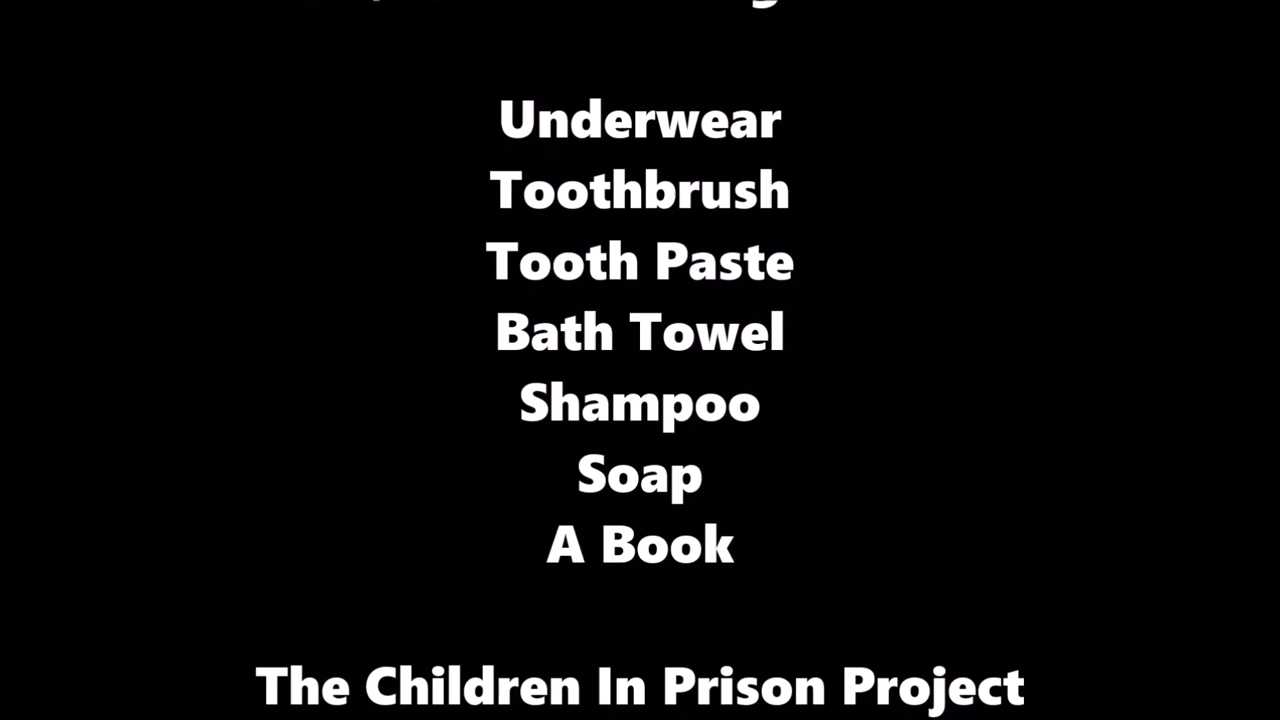 Underwear
Toothbrush
Tooth Paste
Bath Towel
Shampoo
Soap
A Book
The Children In Prison Project